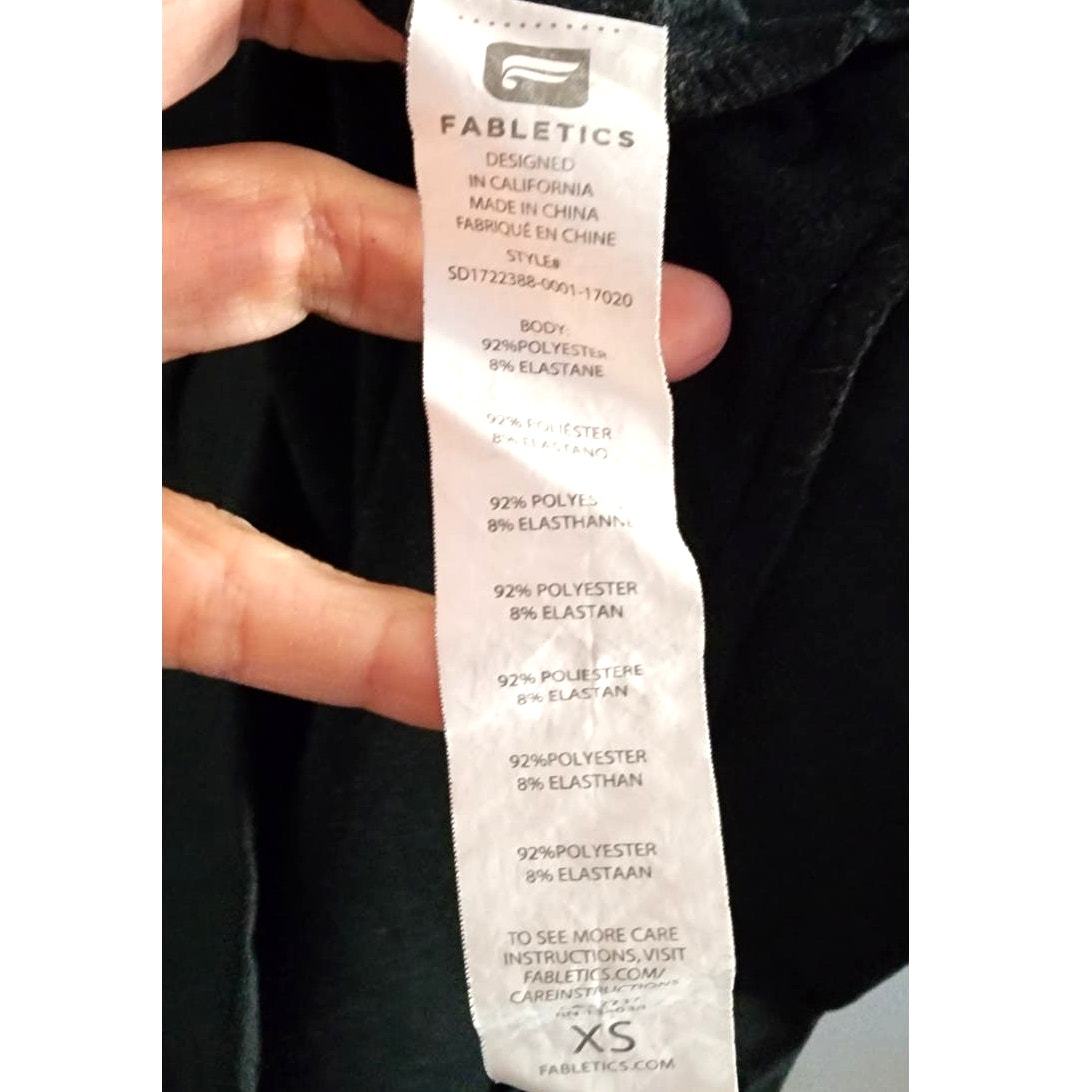 FABLETICS
DESIGNED
IN CALIFORNIA
MADE IN CHINA
FABRIQUÉ EN CHINE
STYLE#
SD1722388-0001-17020
BODY:
92%POLYESTER
8% ELASTANE
92% POLIÉSTER
8% ELASTANO
92%
8% ELASTHANNE
92% POLYESTER
8% ELASTAN
92% POLIESTERE
8% ELASTAN
92%POLYESTER
8% ELASTHAN
92%POLYESTER
8% ELASTAAN
TO SEE MORE CARE
INSTRUCTIONS, VISIT
FABLETICS.COM/
CAREINSTRUCTIONS
XS
FABLETICS.COM